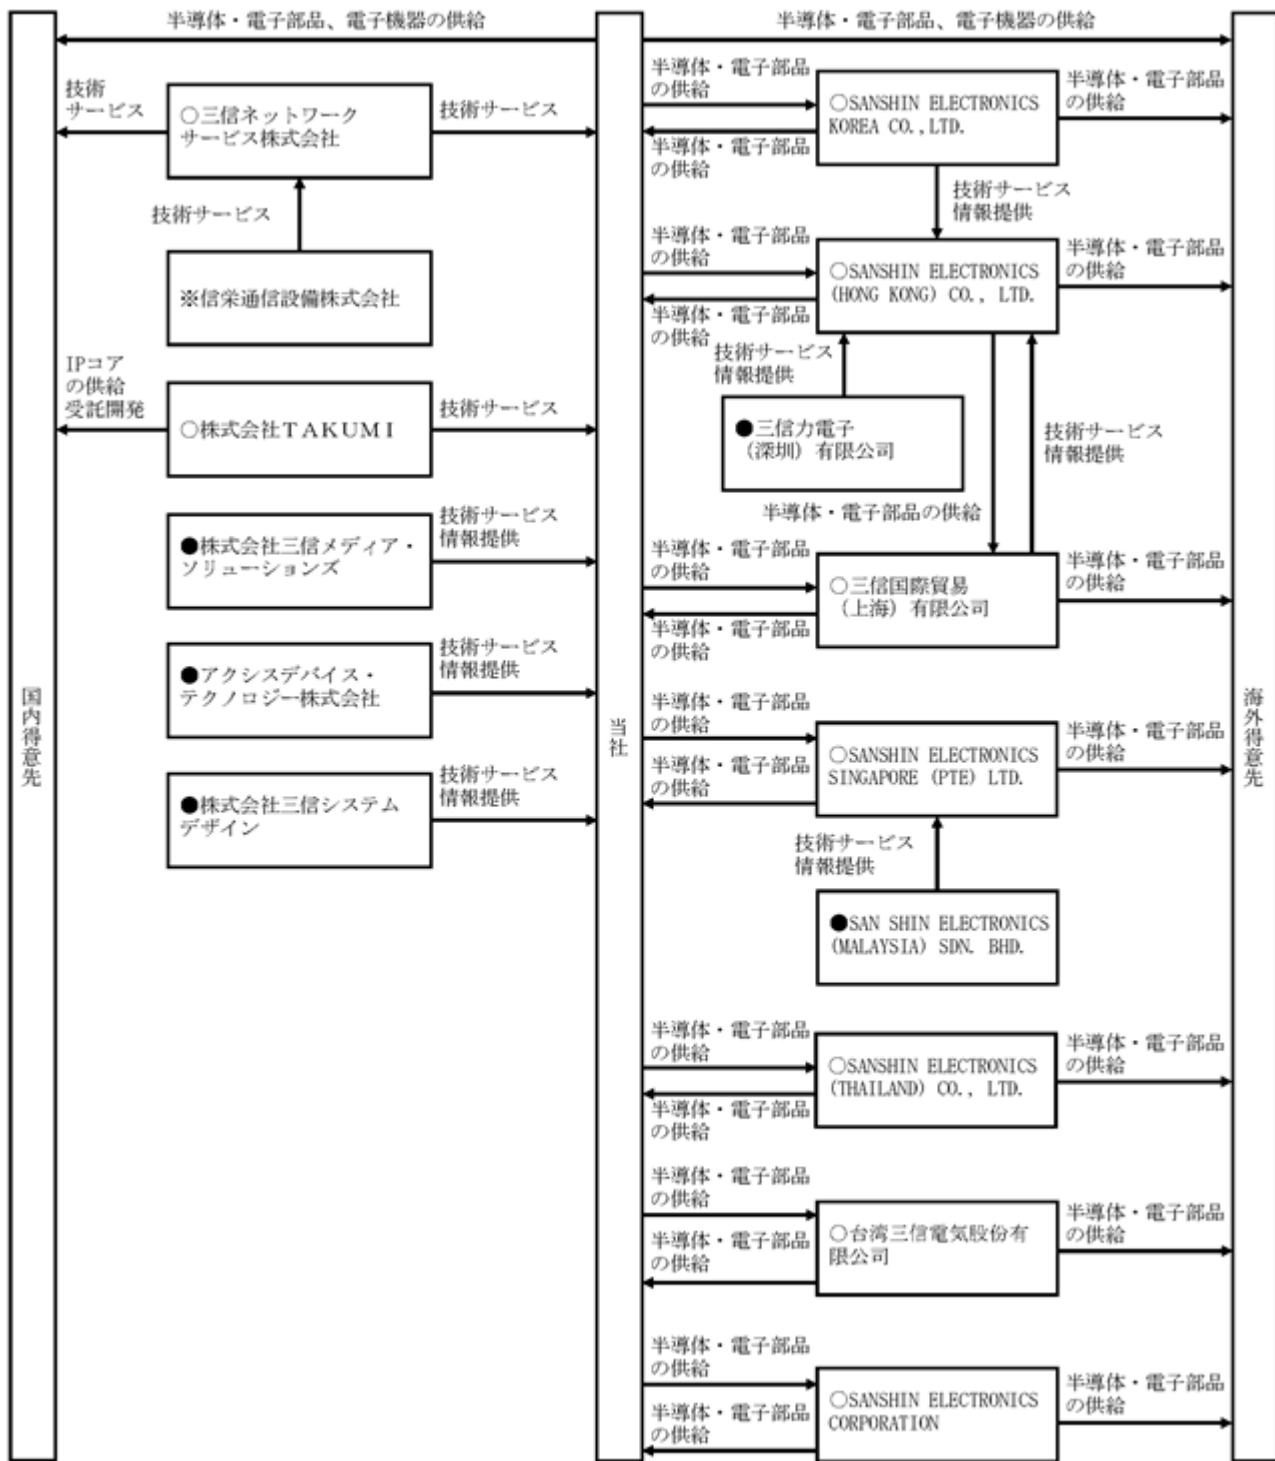 半導体・電子部品、電子機器の供給
半導体・電子部品、電子機器の供給
国内得意先
当社
海外得意先
技術
サービス
○三信ネットワーク
サービス株式会社
技術サービス
技術サービス
※信栄通信設備株式会社
IPコア
の供給
受託開発
○株式会社TAKUMI
技術サービス
●株式会社三信メディア・
ソリューションズ
技術サービス
情報提供
●アクシスデバイス・
テクノロジー株式会社
技術サービス
情報提供
●株式会社三信システム
デザイン
技術サービス
情報提供
半導体・電子部品
の供給
半導体・電子部品
の供給
○SANSHIN ELECTRONICS
KOREA CO.,LTD.
半導体・電子部品
の供給
技術サービス
情報提供
半導体・電子部品
の供給
半導体・電子部品
の供給
○SANSHIN ELECTRONICS
(HONG KONG) CO., LTD.
半導体・電子部品
の供給
技術サービス
情報提供
●三信力電子
(深圳) 有限公司
技術サービス
情報提供
半導体・電子部品の供給
半導体・電子部品
の供給
半導体・電子部品
の供給
○三信国際貿易
(上海) 有限公司
半導体・電子部品
の供給
半導体・電子部品
の供給
半導体・電子部品
の供給
○SANSHIN ELECTRONICS
SINGAPORE (PTE) LTD.
半導体・電子部品
の供給
技術サービス
情報提供
●SAN SHIN ELECTRONICS
(MALAYSIA) SDN. BHD.
半導体・電子部品
の供給
半導体・電子部品
の供給
○SANSHIN ELECTRONICS
(THAILAND) CO., LTD.
半導体・電子部品
の供給
半導体・電子部品
の供給
半導体・電子部品
の供給
○台湾三信電気股份有
限公司
半導体・電子部品
の供給
半導体・電子部品
の供給
半導体・電子部品
の供給
○SANSHIN ELECTRONICS
CORPORATION
半導体・電子部品
の供給